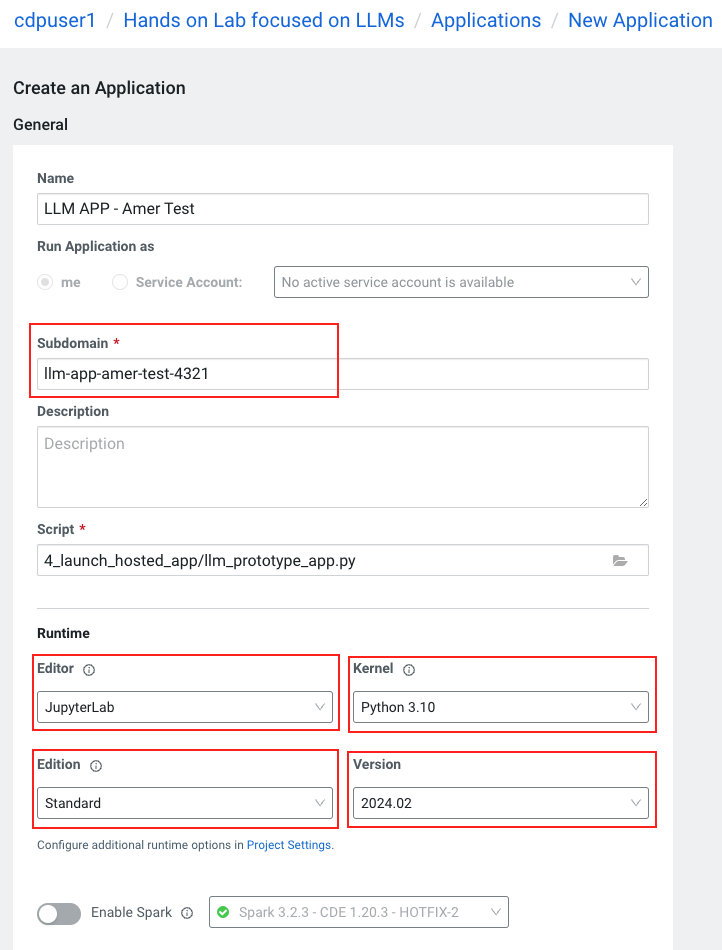 cdpuser1 / Hands on Lab focused on LLMs / Applications / New Application
Create an Application
General
Name
LLM APP - Amer Test
Run Application as
me Service Account: No active service account is available
Subdomain *
llm-app-amer-test-4321
Description
Description
Script *
4_launch_hosted_app/llm_prototype_app.py
Runtime
Editor Kernel
JupyterLab Python 3.10
Edition Version
Standard 2024.02
Configure additional runtime options in Project Settings.
Enable Spark Spark 3.2.3 - CDE 1.20.3 - HOTFIX-2